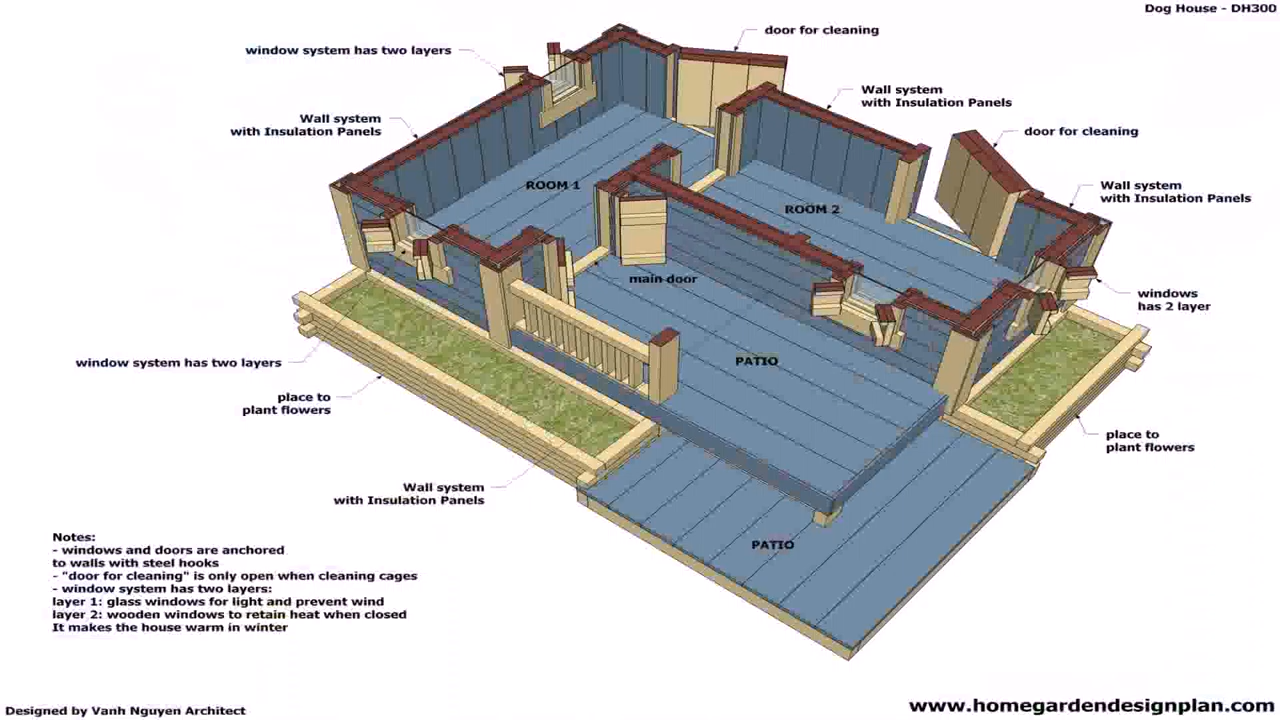 Dog House - DH300
door for cleaning
window system has two layers
Wall system
with Insulation Panels
Wall system
with Insulation Panels
door for cleaning
ROOM 1
ROOM 2
Wall system
with Insulation Panels
main door
windows
has 2 layer
window system has two layers
PATIO
place to
plant flowers
place to
plant flowers
Wall system
with Insulation Panels
PATIO
Notes:
- windows and doors are anchored
to walls with steel hooks
- "door for cleaning" is only open when cleaning cages
- window system has two layers:
layer 1: glass windows for light and prevent wind
layer 2: wooden windows to retain heat when closed
It makes the house warm in winter
Designed by Vanh Nguyen Architect
www.homegardendesignplan.com